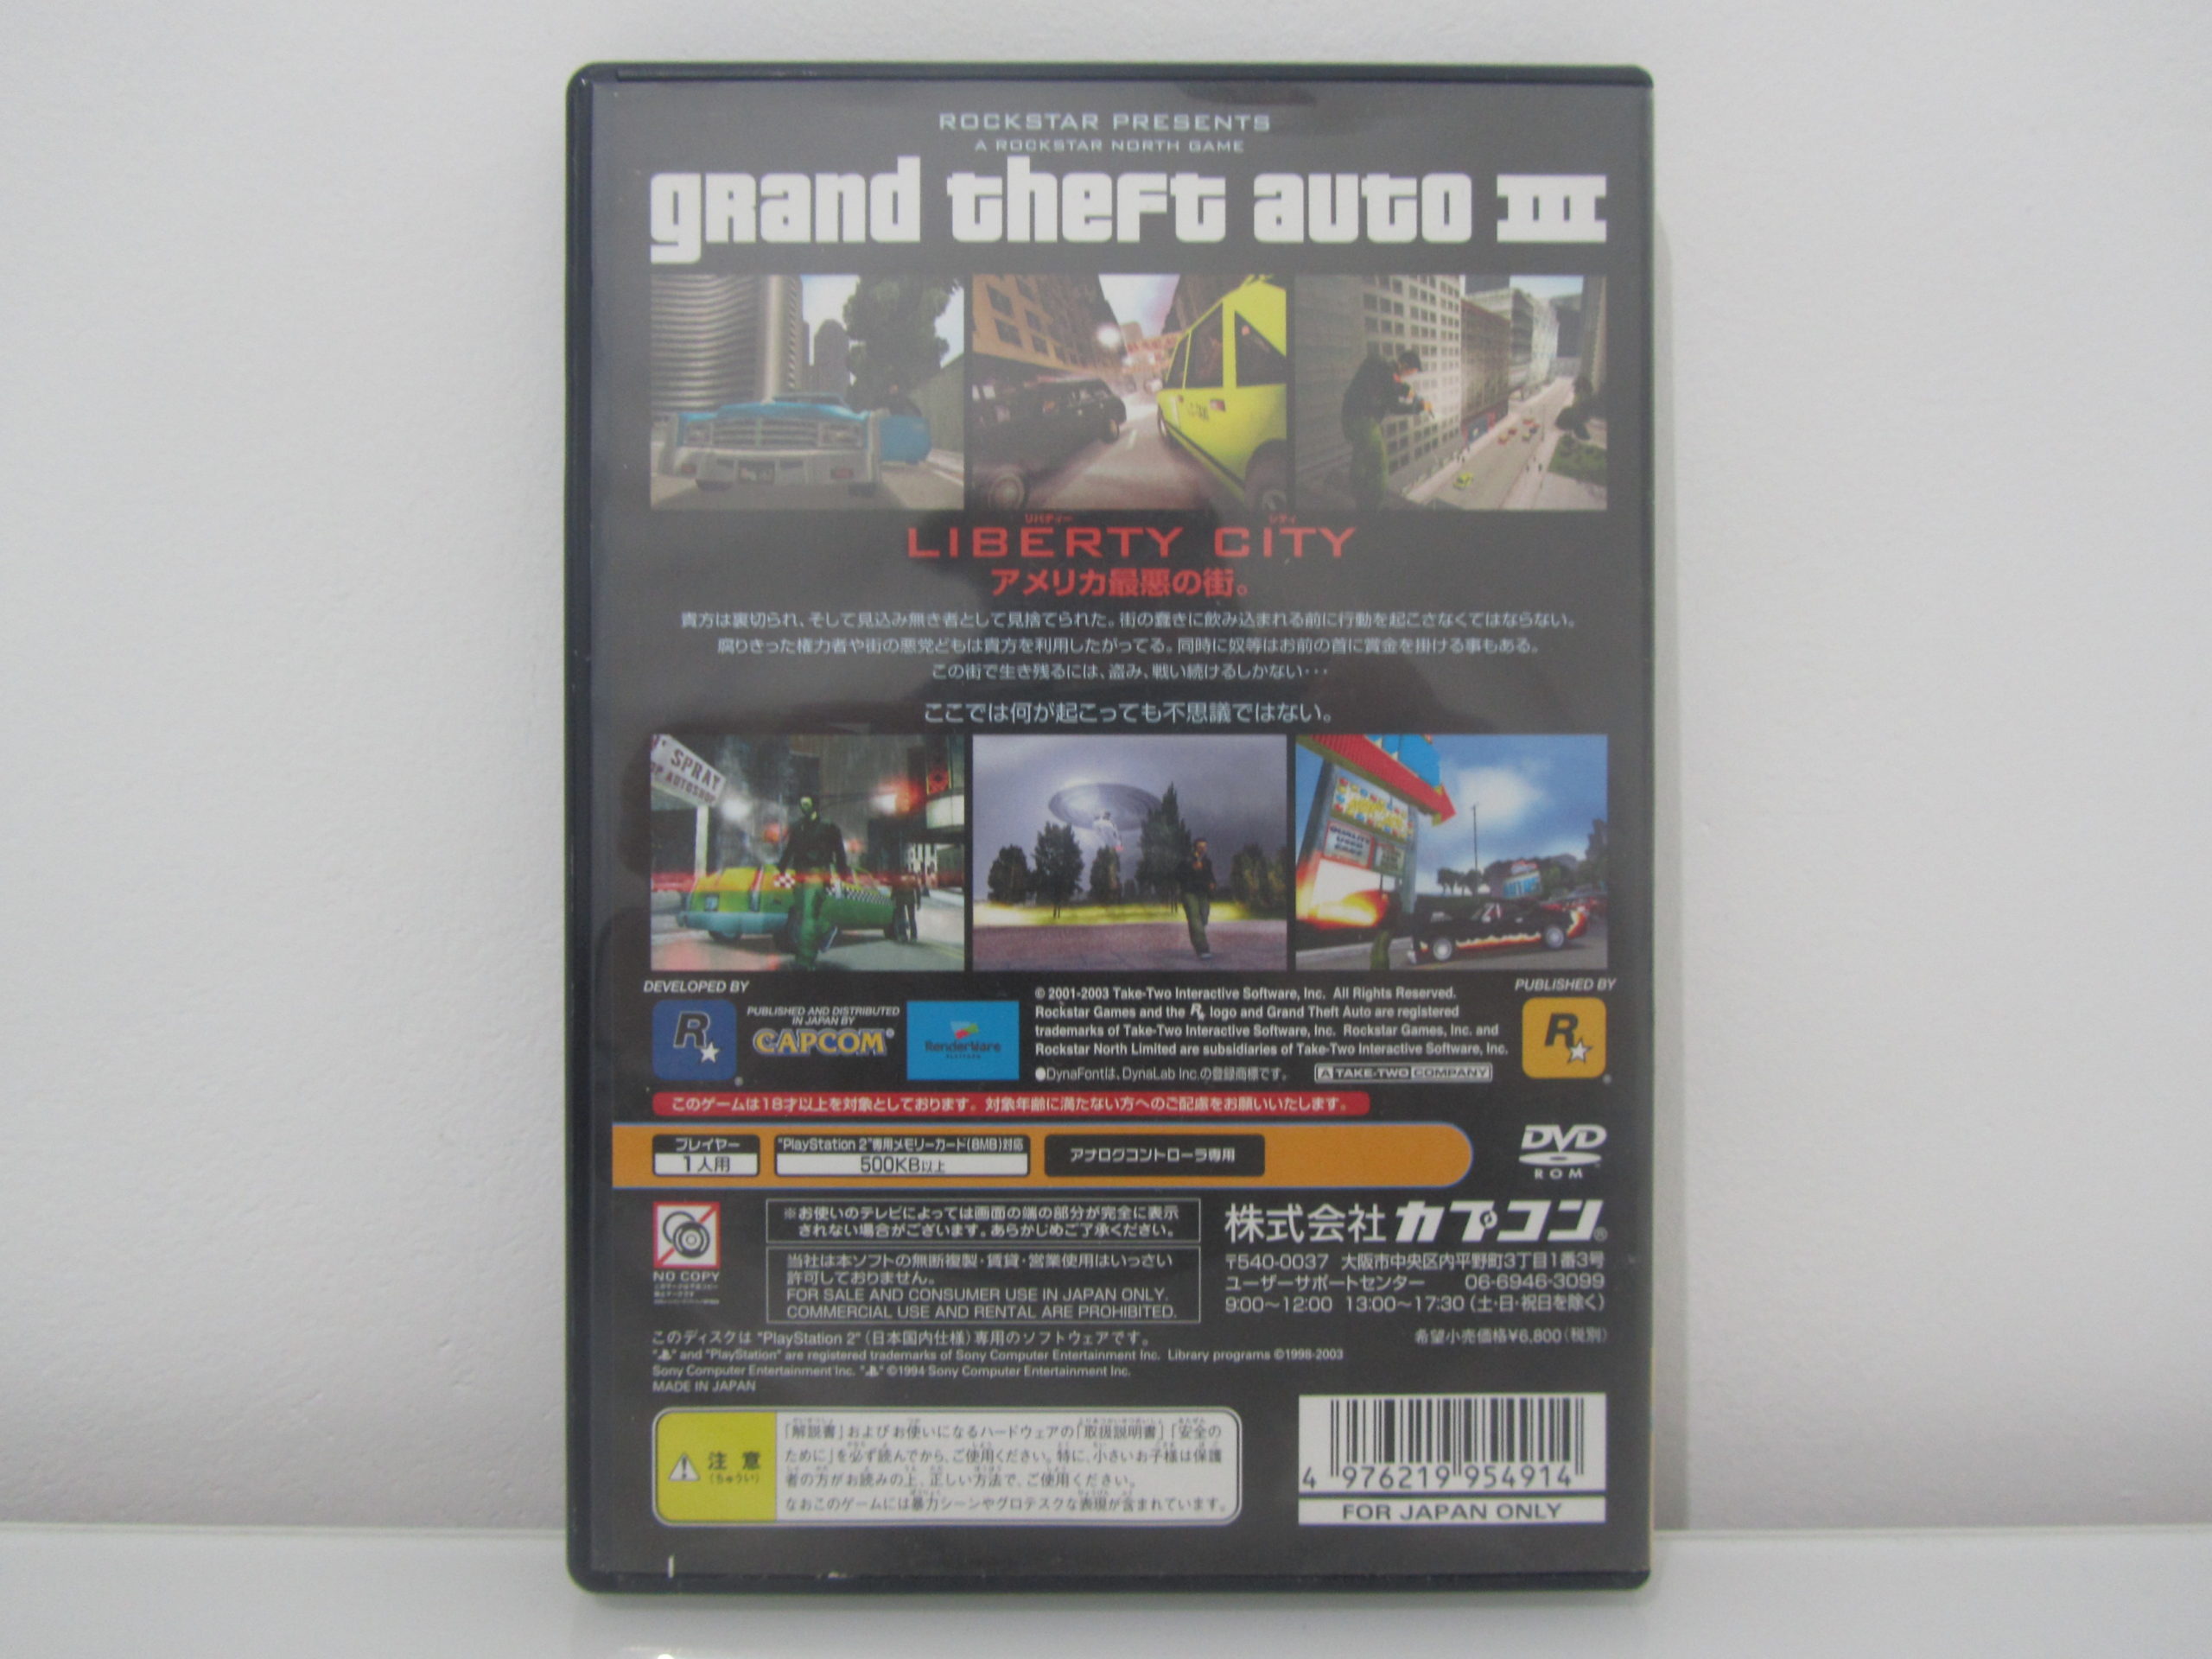 ROCKSTAR PRESENTS
A ROCKSTAR NORTH GAME
grand theft auto III
リバティー シティ
LIBERTY CITY
アメリカ最悪の街。
貴方は裏切られ、そして見込み無き者として見捨てられた。街の蠢きに飲み込まれる前に行動を起こさなくてはならない。
腐りきった権力者や街の悪党どもは貴方を利用したがってる。同時に奴等はお前の首に賞金を掛ける事もある。
この街で生き残るには、盗み、戦い続けるしかない・・・
ここでは何が起こっても不思議ではない。
SPRAY
AUTOSHOP
QUALITY
USED
CARS
DEVELOPED BY
PUBLISHED AND DISTRIBUTED
IN JAPAN BY
CAPCOM®
RenderWare
PLATFORM
© 2001-2003 Take-Two Interactive Software, Inc. All Rights Reserved.
Rockstar Games and the R★ logo and Grand Theft Auto are registered
trademarks of Take-Two Interactive Software, Inc. Rockstar Games, Inc. and
Rockstar North Limited are subsidiaries of Take-Two Interactive Software, Inc.
●DynaFontは、DynaLab Inc.の登録商標です。
A TAKE-TWO COMPANY
PUBLISHED BY
R★®
R★®
このゲームは18才以上を対象としております。対象年齢に満たない方へのご配慮をお願いいたします。
プレイヤー
1人用
"PlayStation 2"専用メモリーカード(8MB)対応
500KB以上
アナログコントローラ専用
DVD
ROM
NO COPY
※お使いのテレビによっては画面の端の部分が完全に表示
されない場合がございます。あらかじめご了承ください。
当社は本ソフトの無断複製・賃貸・営業使用はいっさい
許可しておりません。
FOR SALE AND CONSUMER USE IN JAPAN ONLY.
COMMERCIAL USE AND RENTAL ARE PROHIBITED.
株式会社カプコン®
〒540-0037 大阪市中央区内平野町3丁目1番3号
ユーザーサポートセンター 06-6946-3099
9:00～12:00 13:00～17:30(土・日・祝日を除く)
このディスクは "PlayStation 2"(日本国内仕様)専用のソフトウェアです。
希望小売価格¥6,800(税別)
" " and "PlayStation" are registered trademarks of Sony Computer Entertainment Inc. Library programs ©1998-2003
Sony Computer Entertainment Inc. " " ©1994 Sony Computer Entertainment Inc.
MADE IN JAPAN
注意
(ちゅうい)
「解説書」およびお使いになるハードウェアの「取扱説明書」「安全の
ために」を必ず読んでから、ご使用ください。特に、小さいお子様は保護
者の方がお読みの上、正しい方法で、ご使用ください。
なおこのゲームには暴力シーンやグロテスクな表現が含まれています。
4 976219 954914
FOR JAPAN ONLY